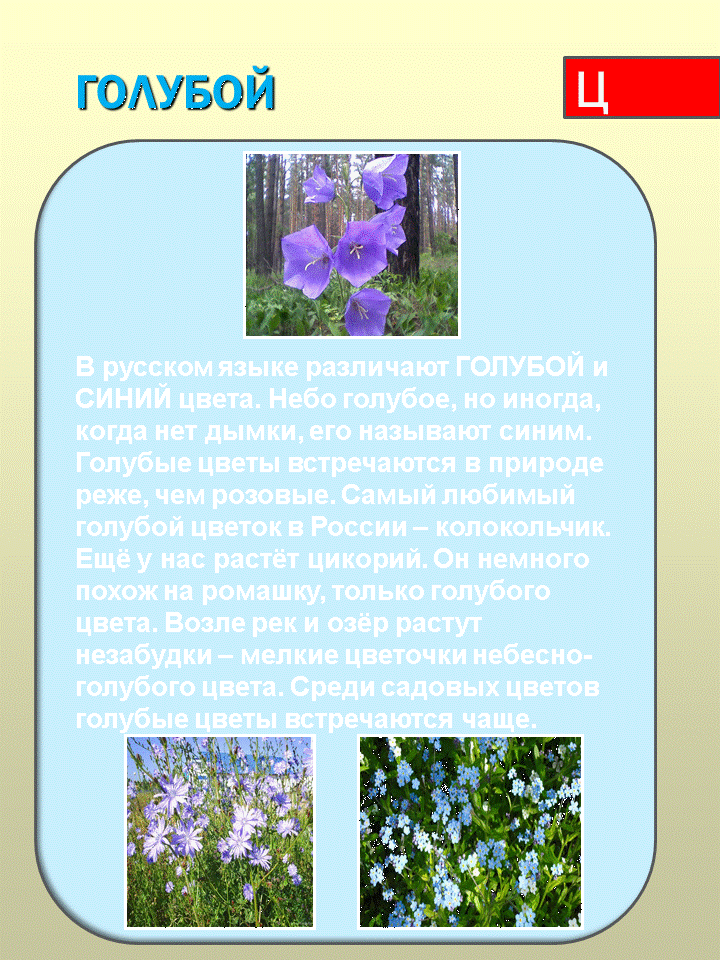 ГОЛУБОЙ
Ц
В русском языке различают ГОЛУБОЙ и
СИНИЙ цвета. Небо голубое, но иногда,
когда нет дымки, его называют синим.
Голубые цветы встречаются в природе
реже, чем розовые. Самый любимый
голубой цветок в России – колокольчик.
Ещё у нас растёт цикорий. Он немного
похож на ромашку, только голубого
цвета. Возле рек и озёр растут
незабудки – мелкие цветочки небесно-
голубого цвета. Среди садовых цветов
голубые цветы встречаются чаще.